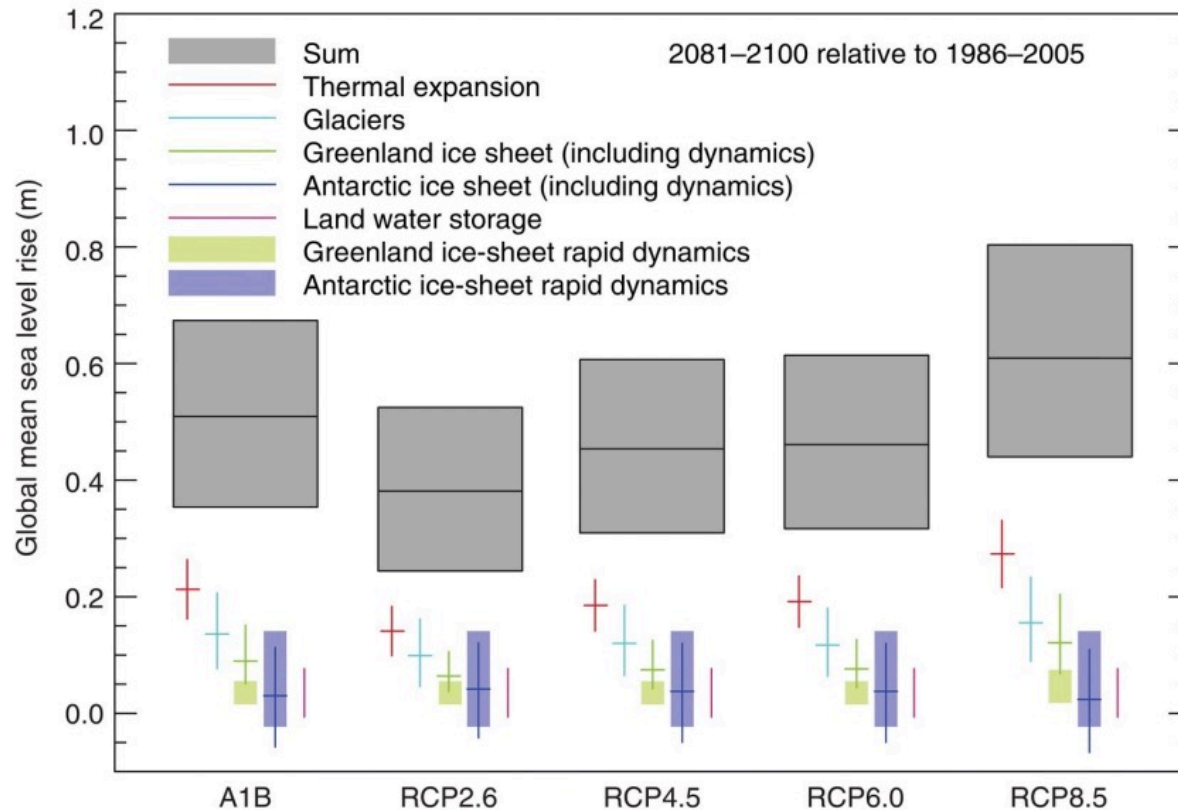 1.2
1.0
0.8
0.6
0.4
0.2
0.0
Global mean sea level rise (m)
Sum
2081–2100 relative to 1986–2005
Thermal expansion
Glaciers
Greenland ice sheet (including dynamics)
Antarctic ice sheet (including dynamics)
Land water storage
Greenland ice-sheet rapid dynamics
Antarctic ice-sheet rapid dynamics
A1B
RCP2.6
RCP4.5
RCP6.0
RCP8.5